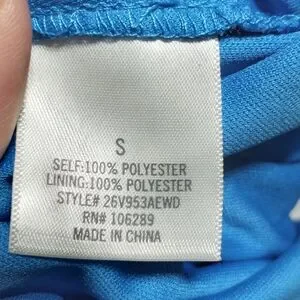 S
SELF:100% POLYESTER
LINING:100% POLYESTER
STYLE# 26V953AEWD
RN# 106289
MADE IN CHINA